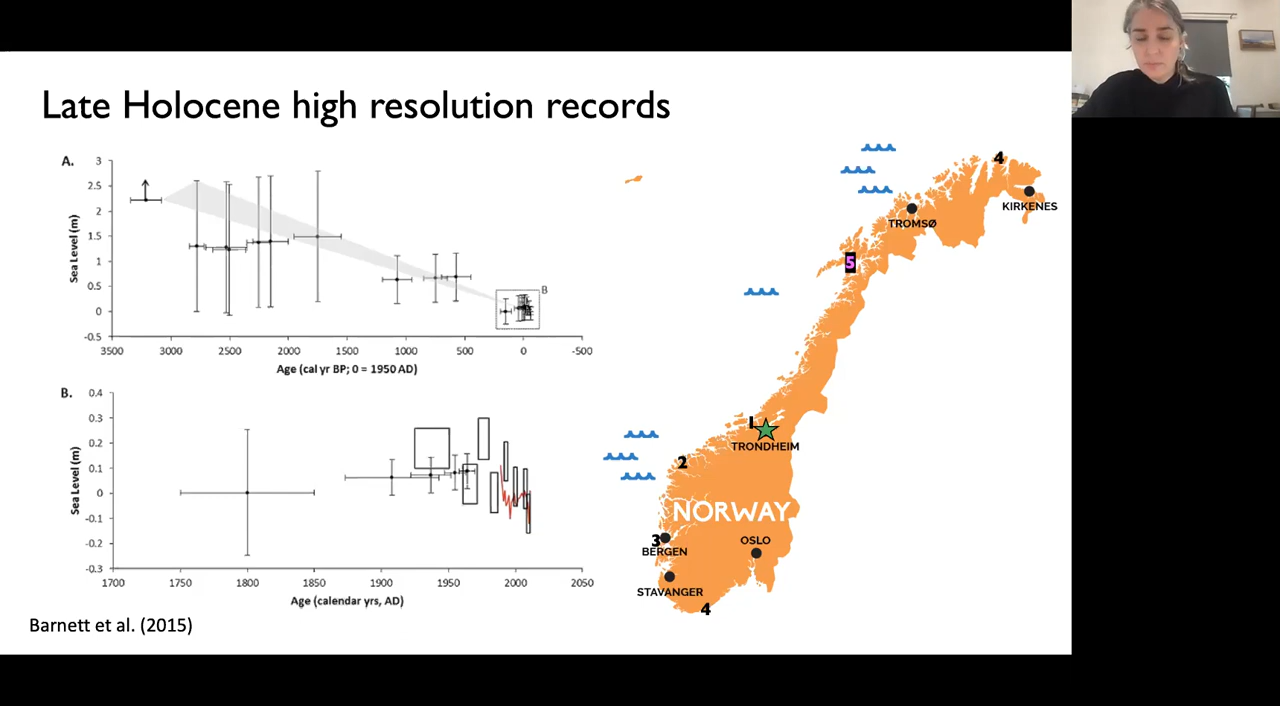 Late Holocene high resolution records
A.
3
2.5
2
1.5
1
0.5
0
-0.5
Sea Level (m)
B
3500 3000 2500 2000 1500 1000 500 0 -500
Age (cal yr BP; 0 = 1950 AD)
B.
0.4
0.3
0.2
0.1
0
-0.1
-0.2
-0.3
Sea Level (m)
1700 1750 1800 1850 1900 1950 2000 2050
Age (calendar yrs, AD)
Barnett et al. (2015)
4
KIRKENES
TROMSØ
5
1
TRONDHEIM
2
NORWAY
3
BERGEN
OSLO
STAVANGER
4